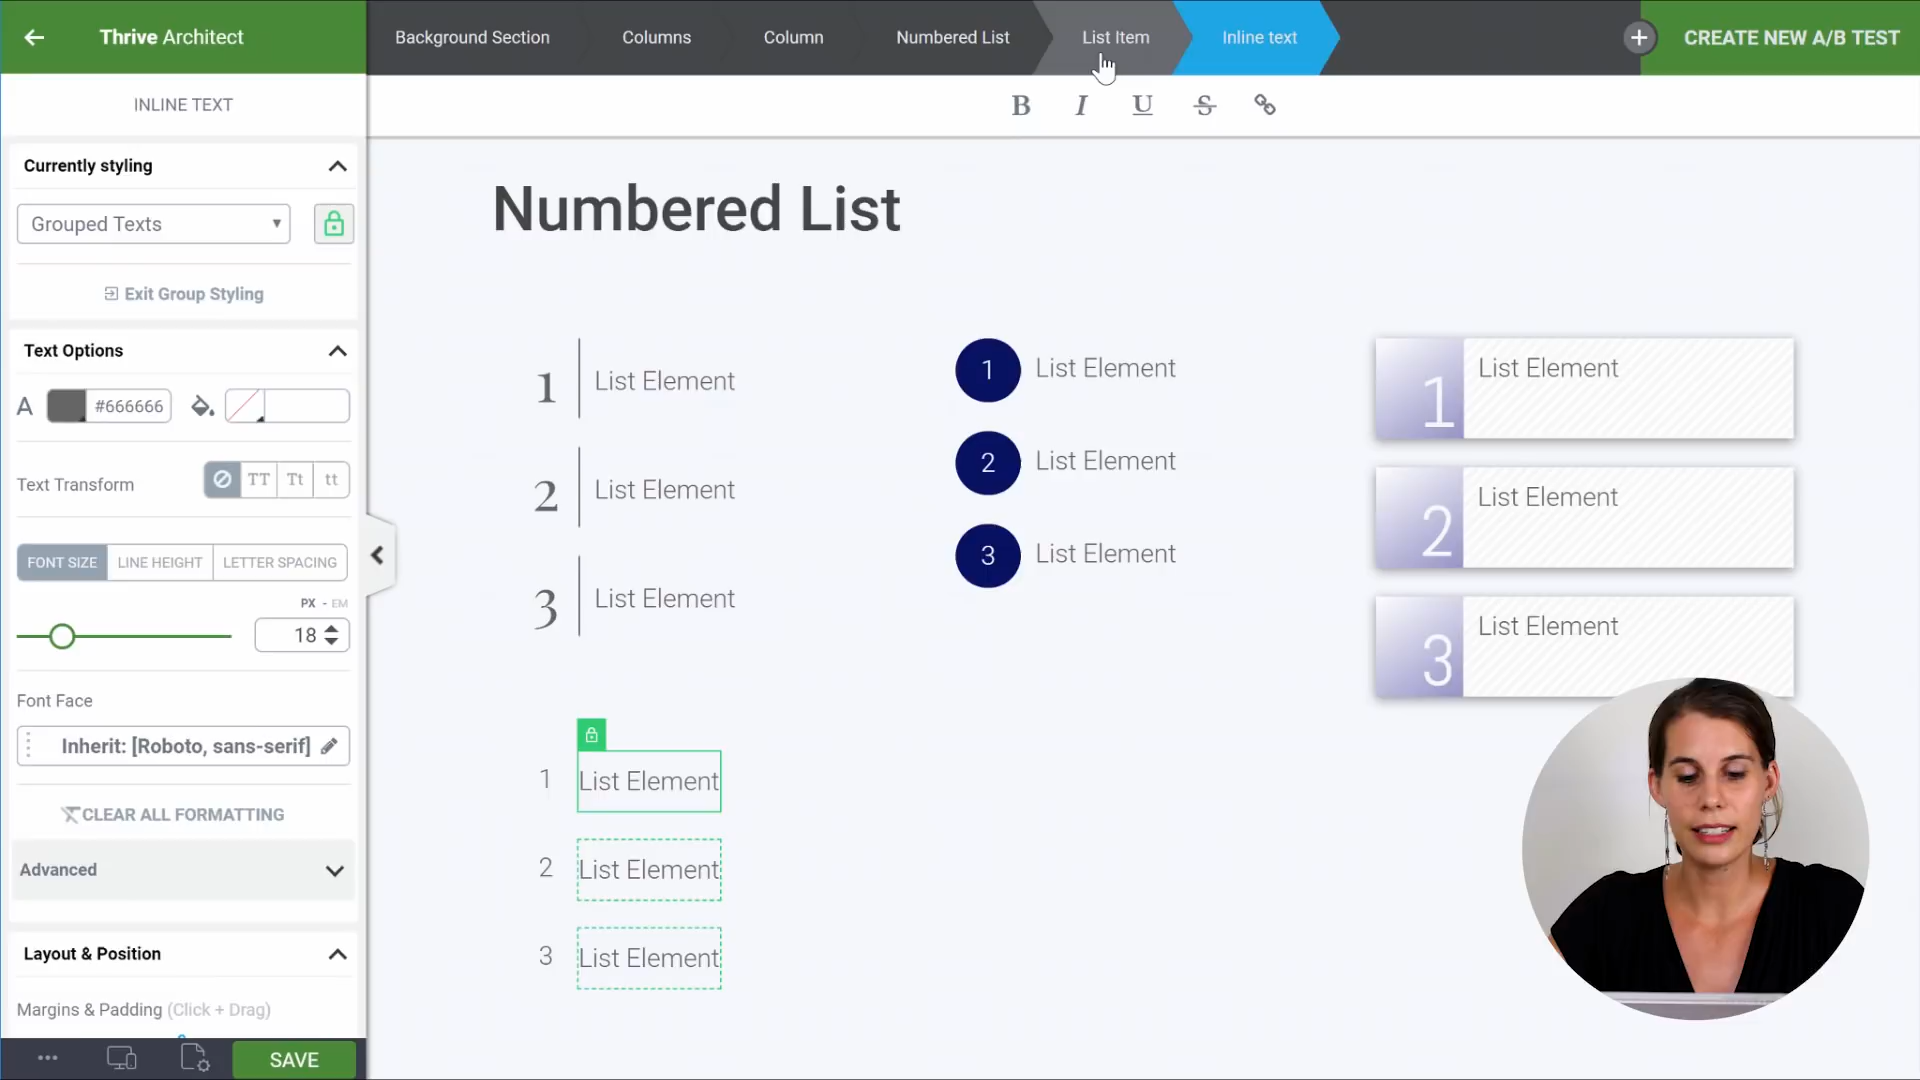 Thrive Architect
Background Section
Columns
Column
Numbered List
List Item
Inline text
+
CREATE NEW A/B TEST
INLINE TEXT
B I U S
Currently styling
Grouped Texts
Exit Group Styling
Text Options
A #666666
Text Transform
TT Tt tt
FONT SIZE LINE HEIGHT LETTER SPACING
PX - EM
18
Font Face
Inherit: [Roboto, sans-serif]
CLEAR ALL FORMATTING
Advanced
Layout & Position
Margins & Padding (Click + Drag)
SAVE
Numbered List
1 List Element
2 List Element
3 List Element
1 List Element
2 List Element
3 List Element
1 List Element
2 List Element
3 List Element
1 List Element
2 List Element
3 List Element